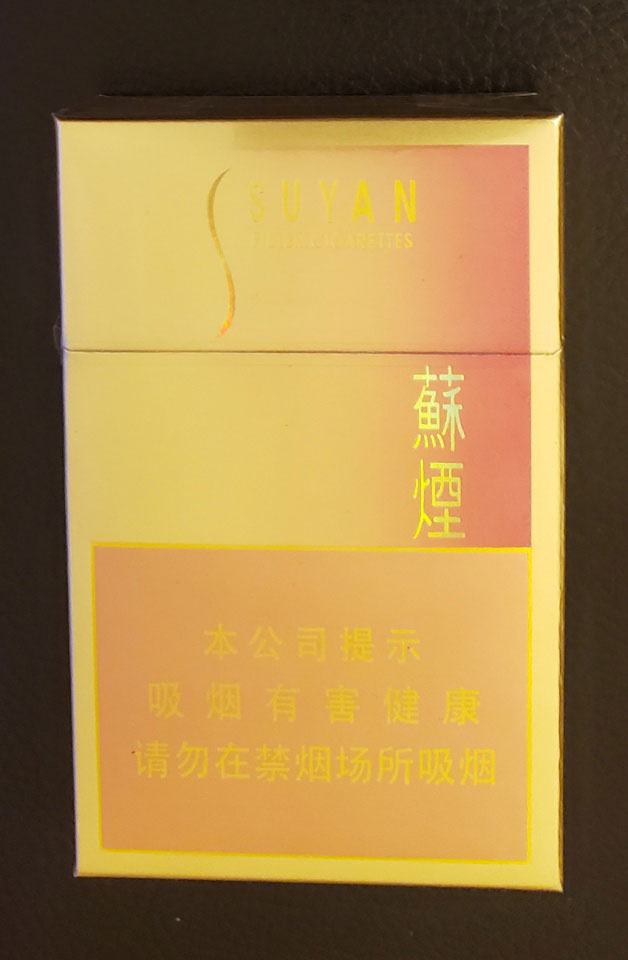 SUYAN
FILTER CIGARETTES
蘇
煙
本公司提示
吸烟有害健康
请勿在禁烟场所吸烟